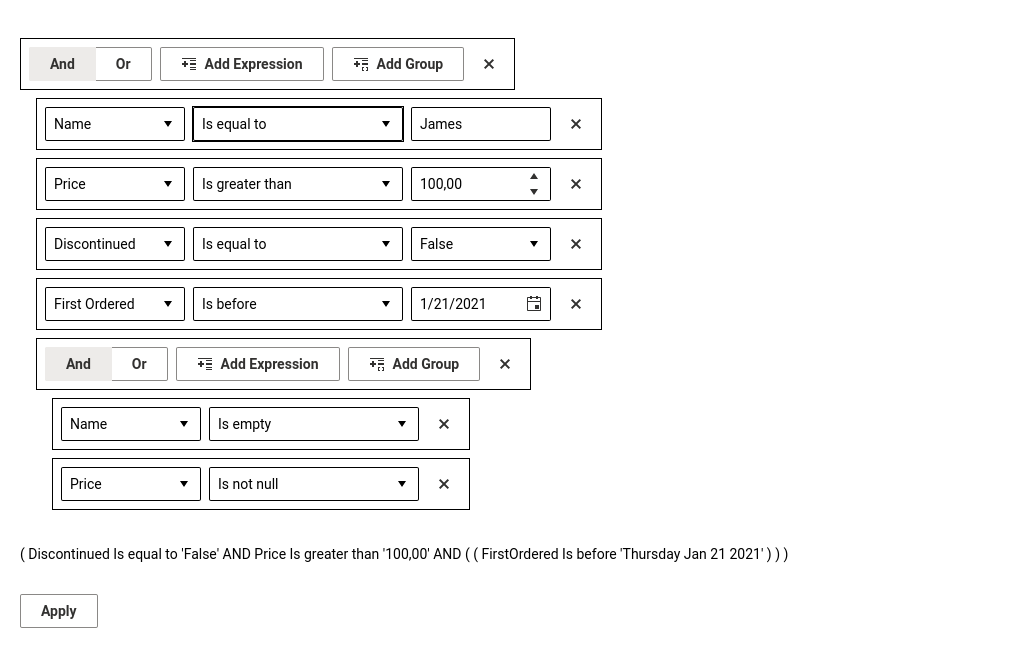 And Or Add Expression Add Group
Name Is equal to James
Price Is greater than 100,00
Discontinued Is equal to False
First Ordered Is before 1/21/2021
And Or Add Expression Add Group
Name Is empty
Price Is not null
( Discontinued Is equal to 'False' AND Price Is greater than '100,00' AND ( ( FirstOrdered Is before 'Thursday Jan 21 2021' ) ) )
Apply